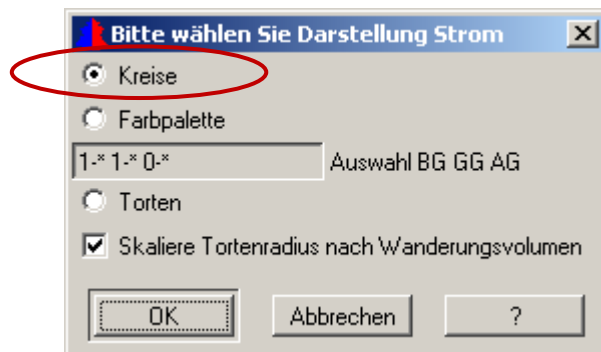 Bitte wählen Sie Darstellung Strom
Kreise
Farbpalette
1-* 1-* 0-* Auswahl BG GG AG
Torten
Skaliere Tortenradius nach Wanderungsvolumen
OK Abbrechen ?